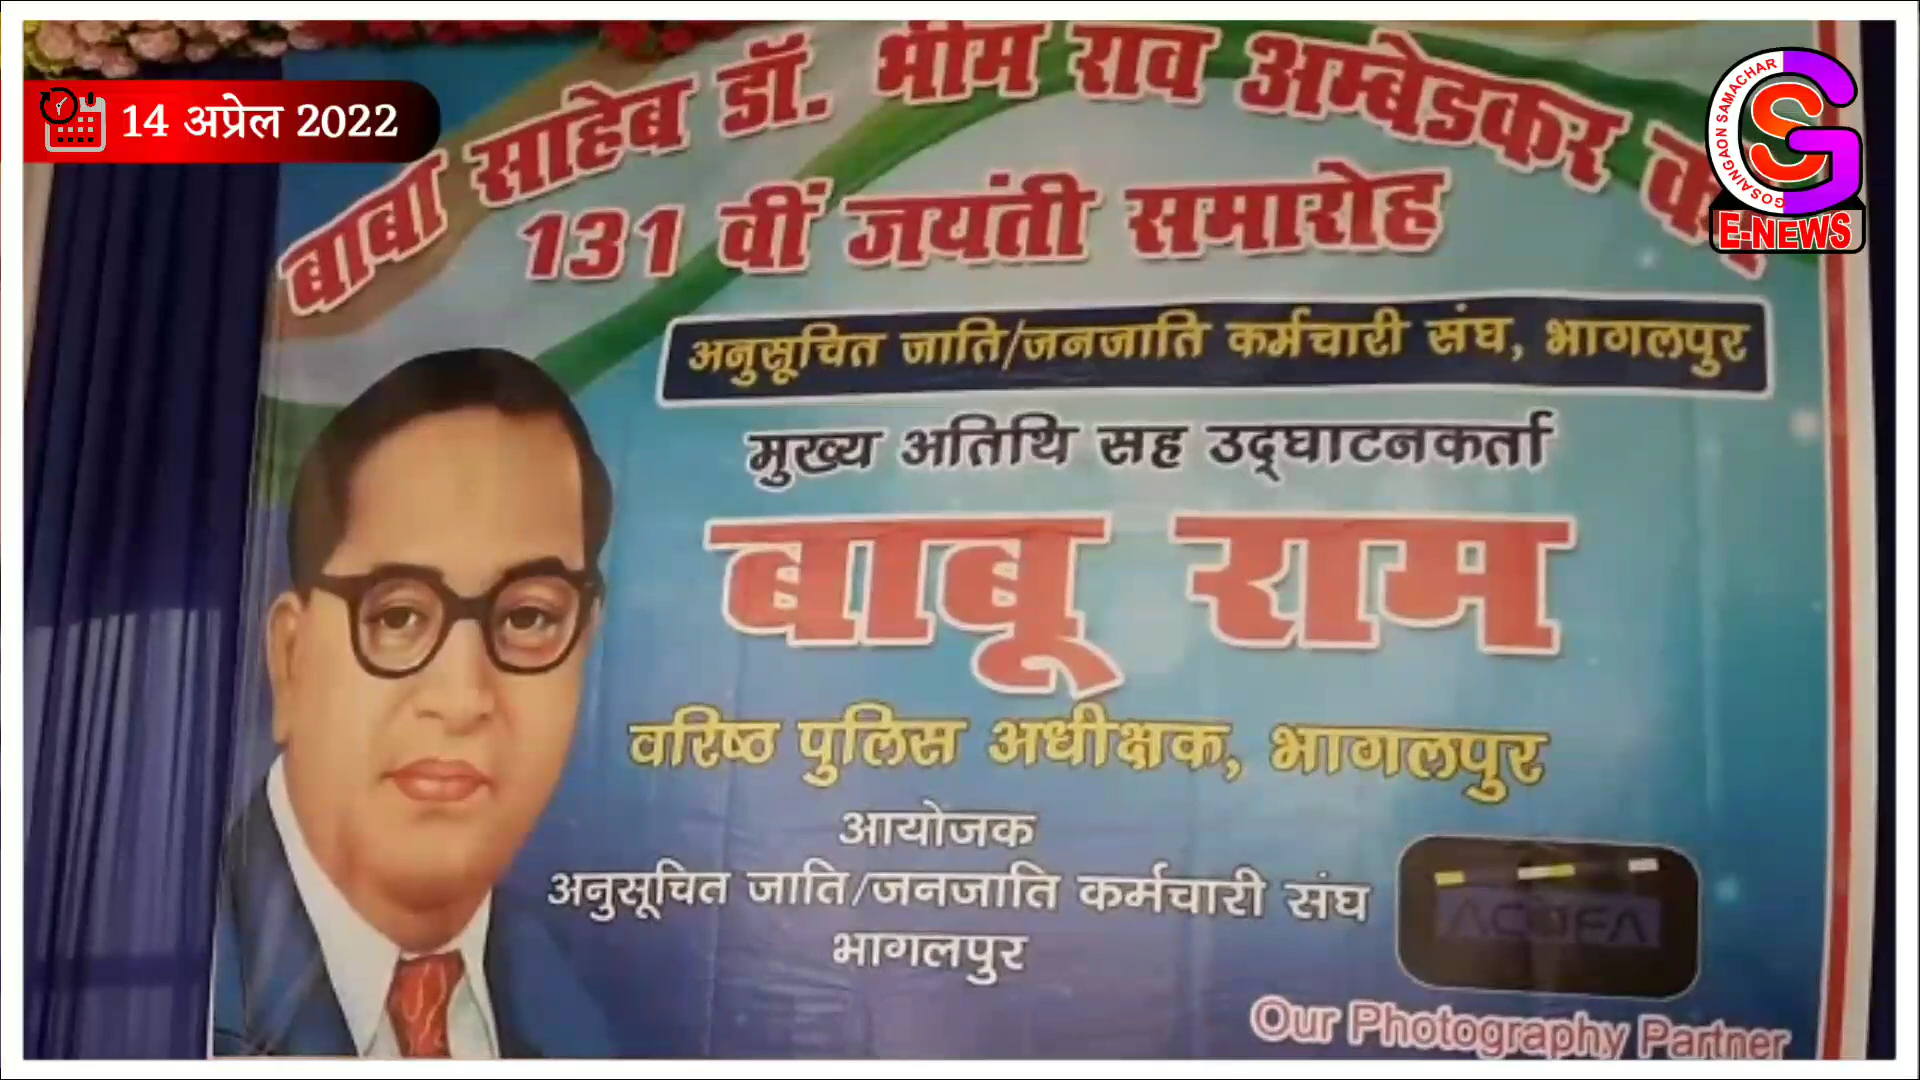 14 अप्रेल 2022
GOSAINGAON SAMACHAR
SG
E-NEWS
बाबा साहेब डॉ. भीम राव अम्बेडकर
131 वीं जयंती समारोह
अनुसूचित जाति/जनजाति कर्मचारी संघ, भागलपुर
मुख्य अतिथि सह उद्घाटनकर्ता
बाबू राम
वरिष्ठ पुलिस अधीक्षक, भागलपुर
आयोजक
अनुसूचित जाति/जनजाति कर्मचारी संघ
भागलपुर
Our Photography Partner